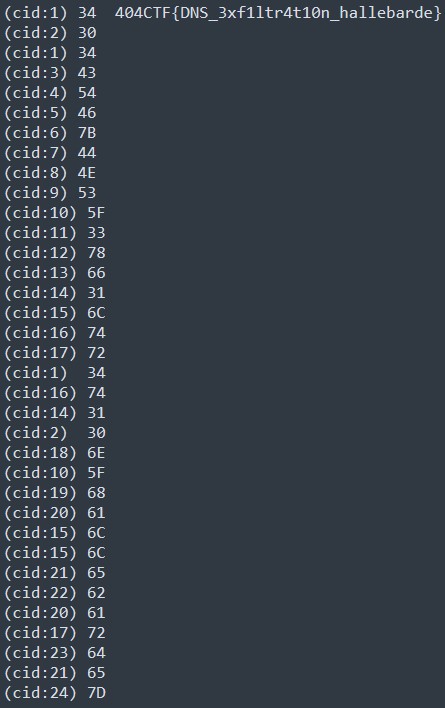 (cid:1) 34  404CTF{DNS_3xf1ltr4t10n_hallebarde}
(cid:2) 30
(cid:1) 34
(cid:3) 43
(cid:4) 54
(cid:5) 46
(cid:6) 7B
(cid:7) 44
(cid:8) 4E
(cid:9) 53
(cid:10) 5F
(cid:11) 33
(cid:12) 78
(cid:13) 66
(cid:14) 31
(cid:15) 6C
(cid:16) 74
(cid:17) 72
(cid:1)  34
(cid:16) 74
(cid:14) 31
(cid:2)  30
(cid:18) 6E
(cid:10) 5F
(cid:19) 68
(cid:20) 61
(cid:15) 6C
(cid:15) 6C
(cid:21) 65
(cid:22) 62
(cid:20) 61
(cid:17) 72
(cid:23) 64
(cid:21) 65
(cid:24) 7D